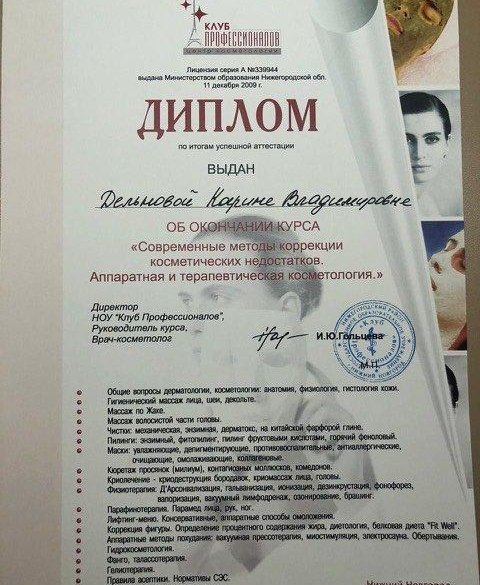 КЛУБ
ПРОФЕССИОНАЛОВ
ЦЕНТР КОСМЕТОЛОГИИ
Лицензия серия А №339944
выдана Министерством образования Нижегородской обл.
11 декабря 2009 г.
ДИПЛОМ
по итогам успешной аттестации
ВЫДАН
Дельновой Карине Владимировне
ОБ ОКОНЧАНИИ КУРСА
«Современные методы коррекции
косметических недостатков.
Аппаратная и терапевтическая косметология.»
Директор
НОУ "Клуб Профессионалов",
Руководитель курса,
Врач-косметолог
И.Ю.Гальцева
М.П.
Общие вопросы дерматологии, косметологии: анатомия, физиология, гистология кожи.
Гигиенический массаж лица, шеи, декольте.
Массаж по Жаке.
Массаж волосистой части головы.
Чистки: механическая, энзимная, дерматокс, на китайской фарфорой глине.
Пилинги: энзимный, фитопилинг, пилинг фруктовыми кислотами, горячий феноловый.
Маски: увлажняющие, депигментирующие, противовоспалительные, антиаллергические,
очищающие, омолаживающие, коллагеновые.
Кюретаж просянок (милиум), контагиозных моллюсков, комедонов.
Криолечение - криодеструкция бородавок, криомассаж лица, головы.
Физиотерапия: Д'Арсонвализация, гальванизация, ионизация, дезинкрустация, фонофорез,
вапоризация, вакуумный лимфодренаж, озонирование, брашинг.
Парафинотерапия. Парамед лица, рук, ног.
Лифтинг-меню. Консервативные, аппаратные способы омоложения.
Коррекция фигуры. Определение процентного содержания жира, диетология, белковая диета "Fit Well".
Аппаратные методы похудания: вакуумная прессотерапия, миостимуляция, электросауна. Обертывания.
Гидрокосметология.
Фанго, талассотерапия.
Гелиотерапия.
Правила асептики. Нормативы СЭС.
Нижний Новгород